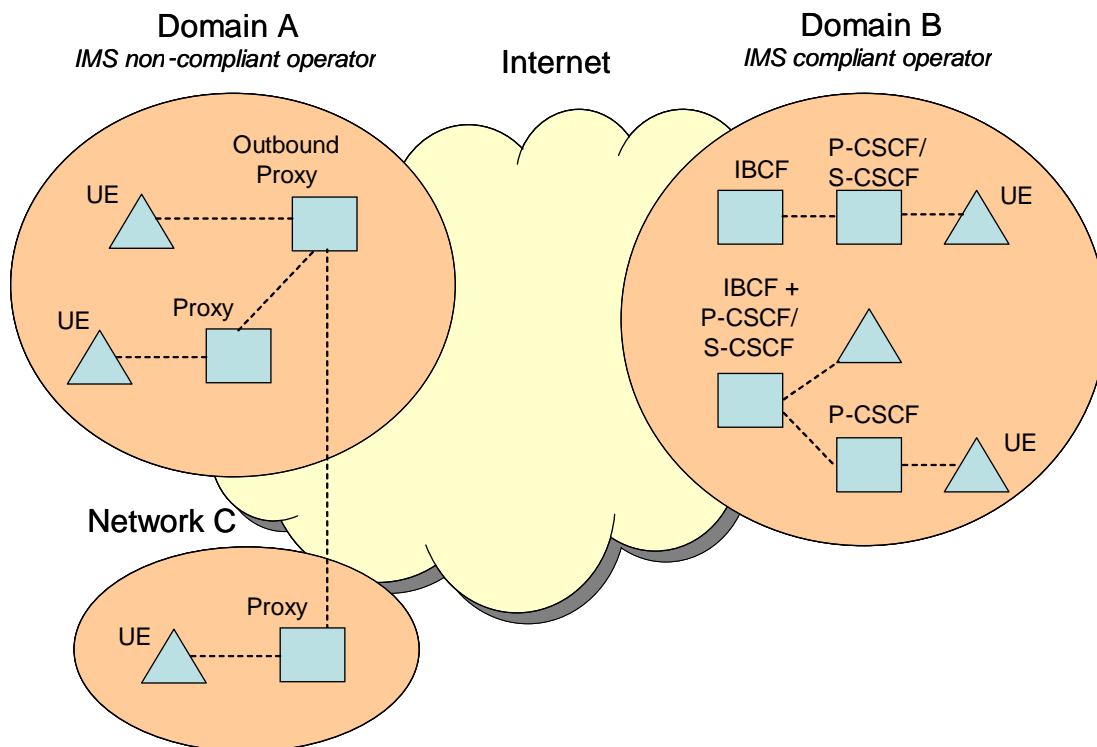 Domain A
IMS non-compliant operator
Internet
Domain B
IMS compliant operator
Outbound
Proxy
UE
Proxy
UE
IBCF
P-CSCF/
S-CSCF
UE
IBCF +
P-CSCF/
S-CSCF
P-CSCF
UE
Network C
Proxy
UE